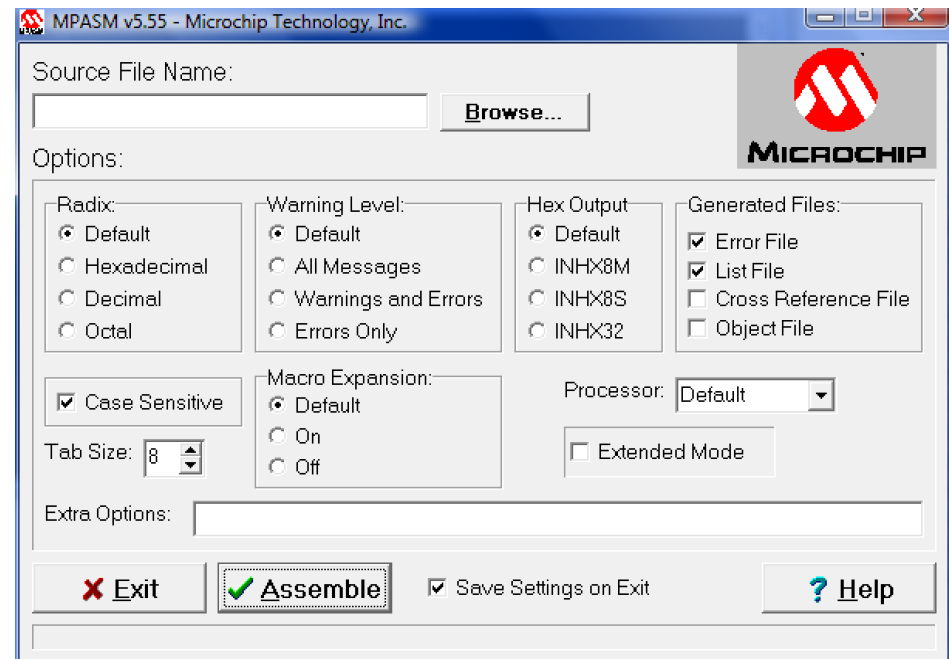 MPASM v5.55 - Microchip Technology, Inc.
Source File Name:
Browse...
MICROCHIP
Options:
Radix:
Default
Hexadecimal
Decimal
Octal
Warning Level:
Default
All Messages
Warnings and Errors
Errors Only
Hex Output
Default
INHX8M
INHX8S
INHX32
Generated Files:
Error File
List File
Cross Reference File
Object File
Case Sensitive
Tab Size: 8
Macro Expansion:
Default
On
Off
Processor: Default
Extended Mode
Extra Options:
Exit
Assemble
Save Settings on Exit
? Help